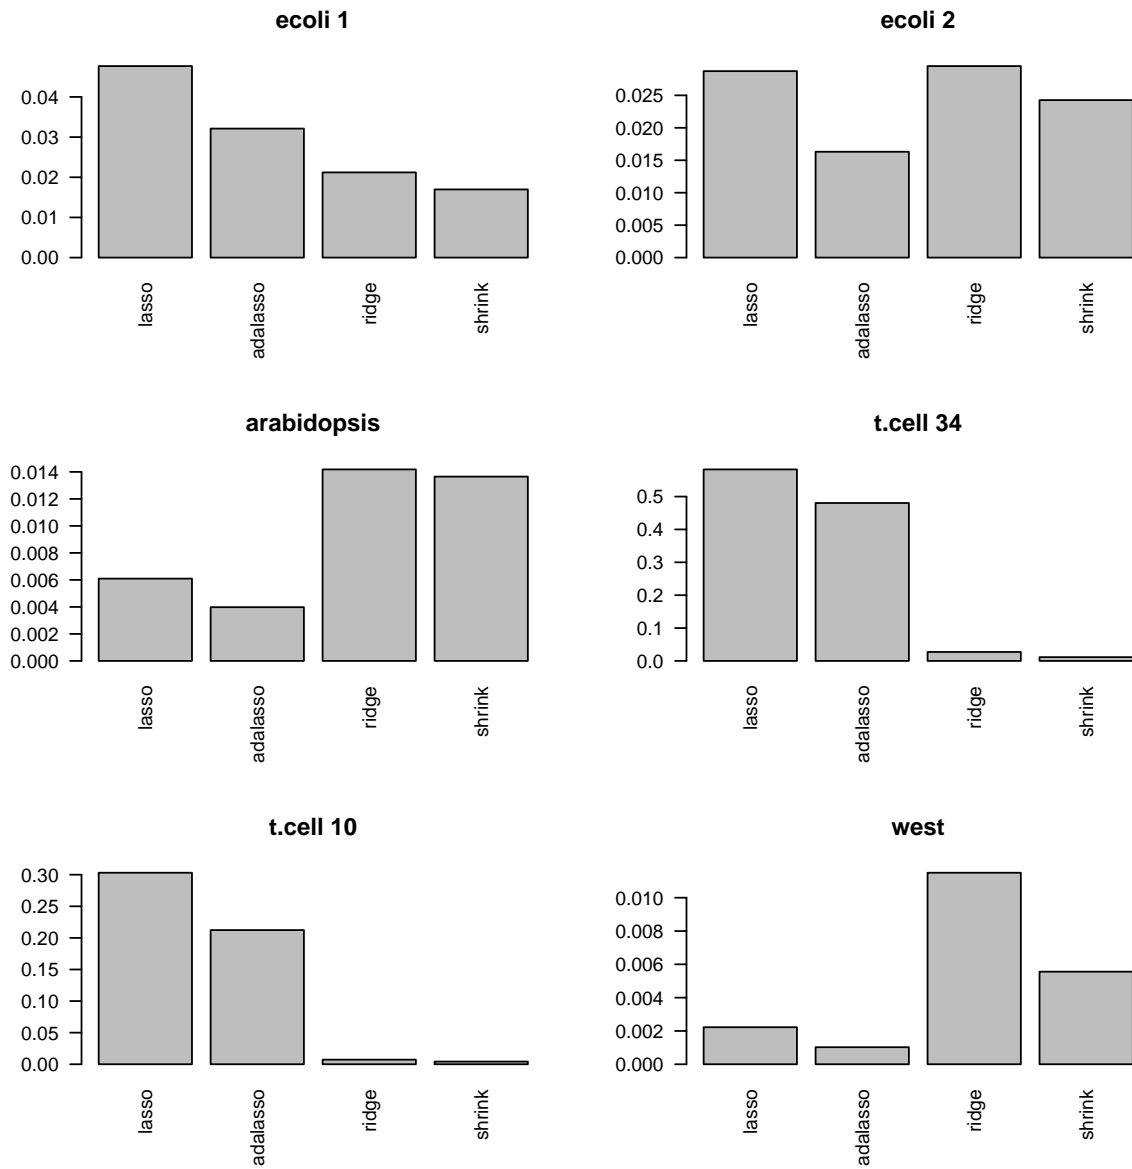 ecoli 1
0.04
0.03
0.02
0.01
0.00
lasso
adalasso
ridge
shrink
ecoli 2
0.025
0.020
0.015
0.010
0.005
0.000
lasso
adalasso
ridge
shrink
arabidopsis
0.014
0.012
0.010
0.008
0.006
0.004
0.002
0.000
lasso
adalasso
ridge
shrink
t.cell 34
0.5
0.4
0.3
0.2
0.1
0.0
lasso
adalasso
ridge
shrink
t.cell 10
0.30
0.25
0.20
0.15
0.10
0.05
0.00
lasso
adalasso
ridge
shrink
west
0.010
0.008
0.006
0.004
0.002
0.000
lasso
adalasso
ridge
shrink